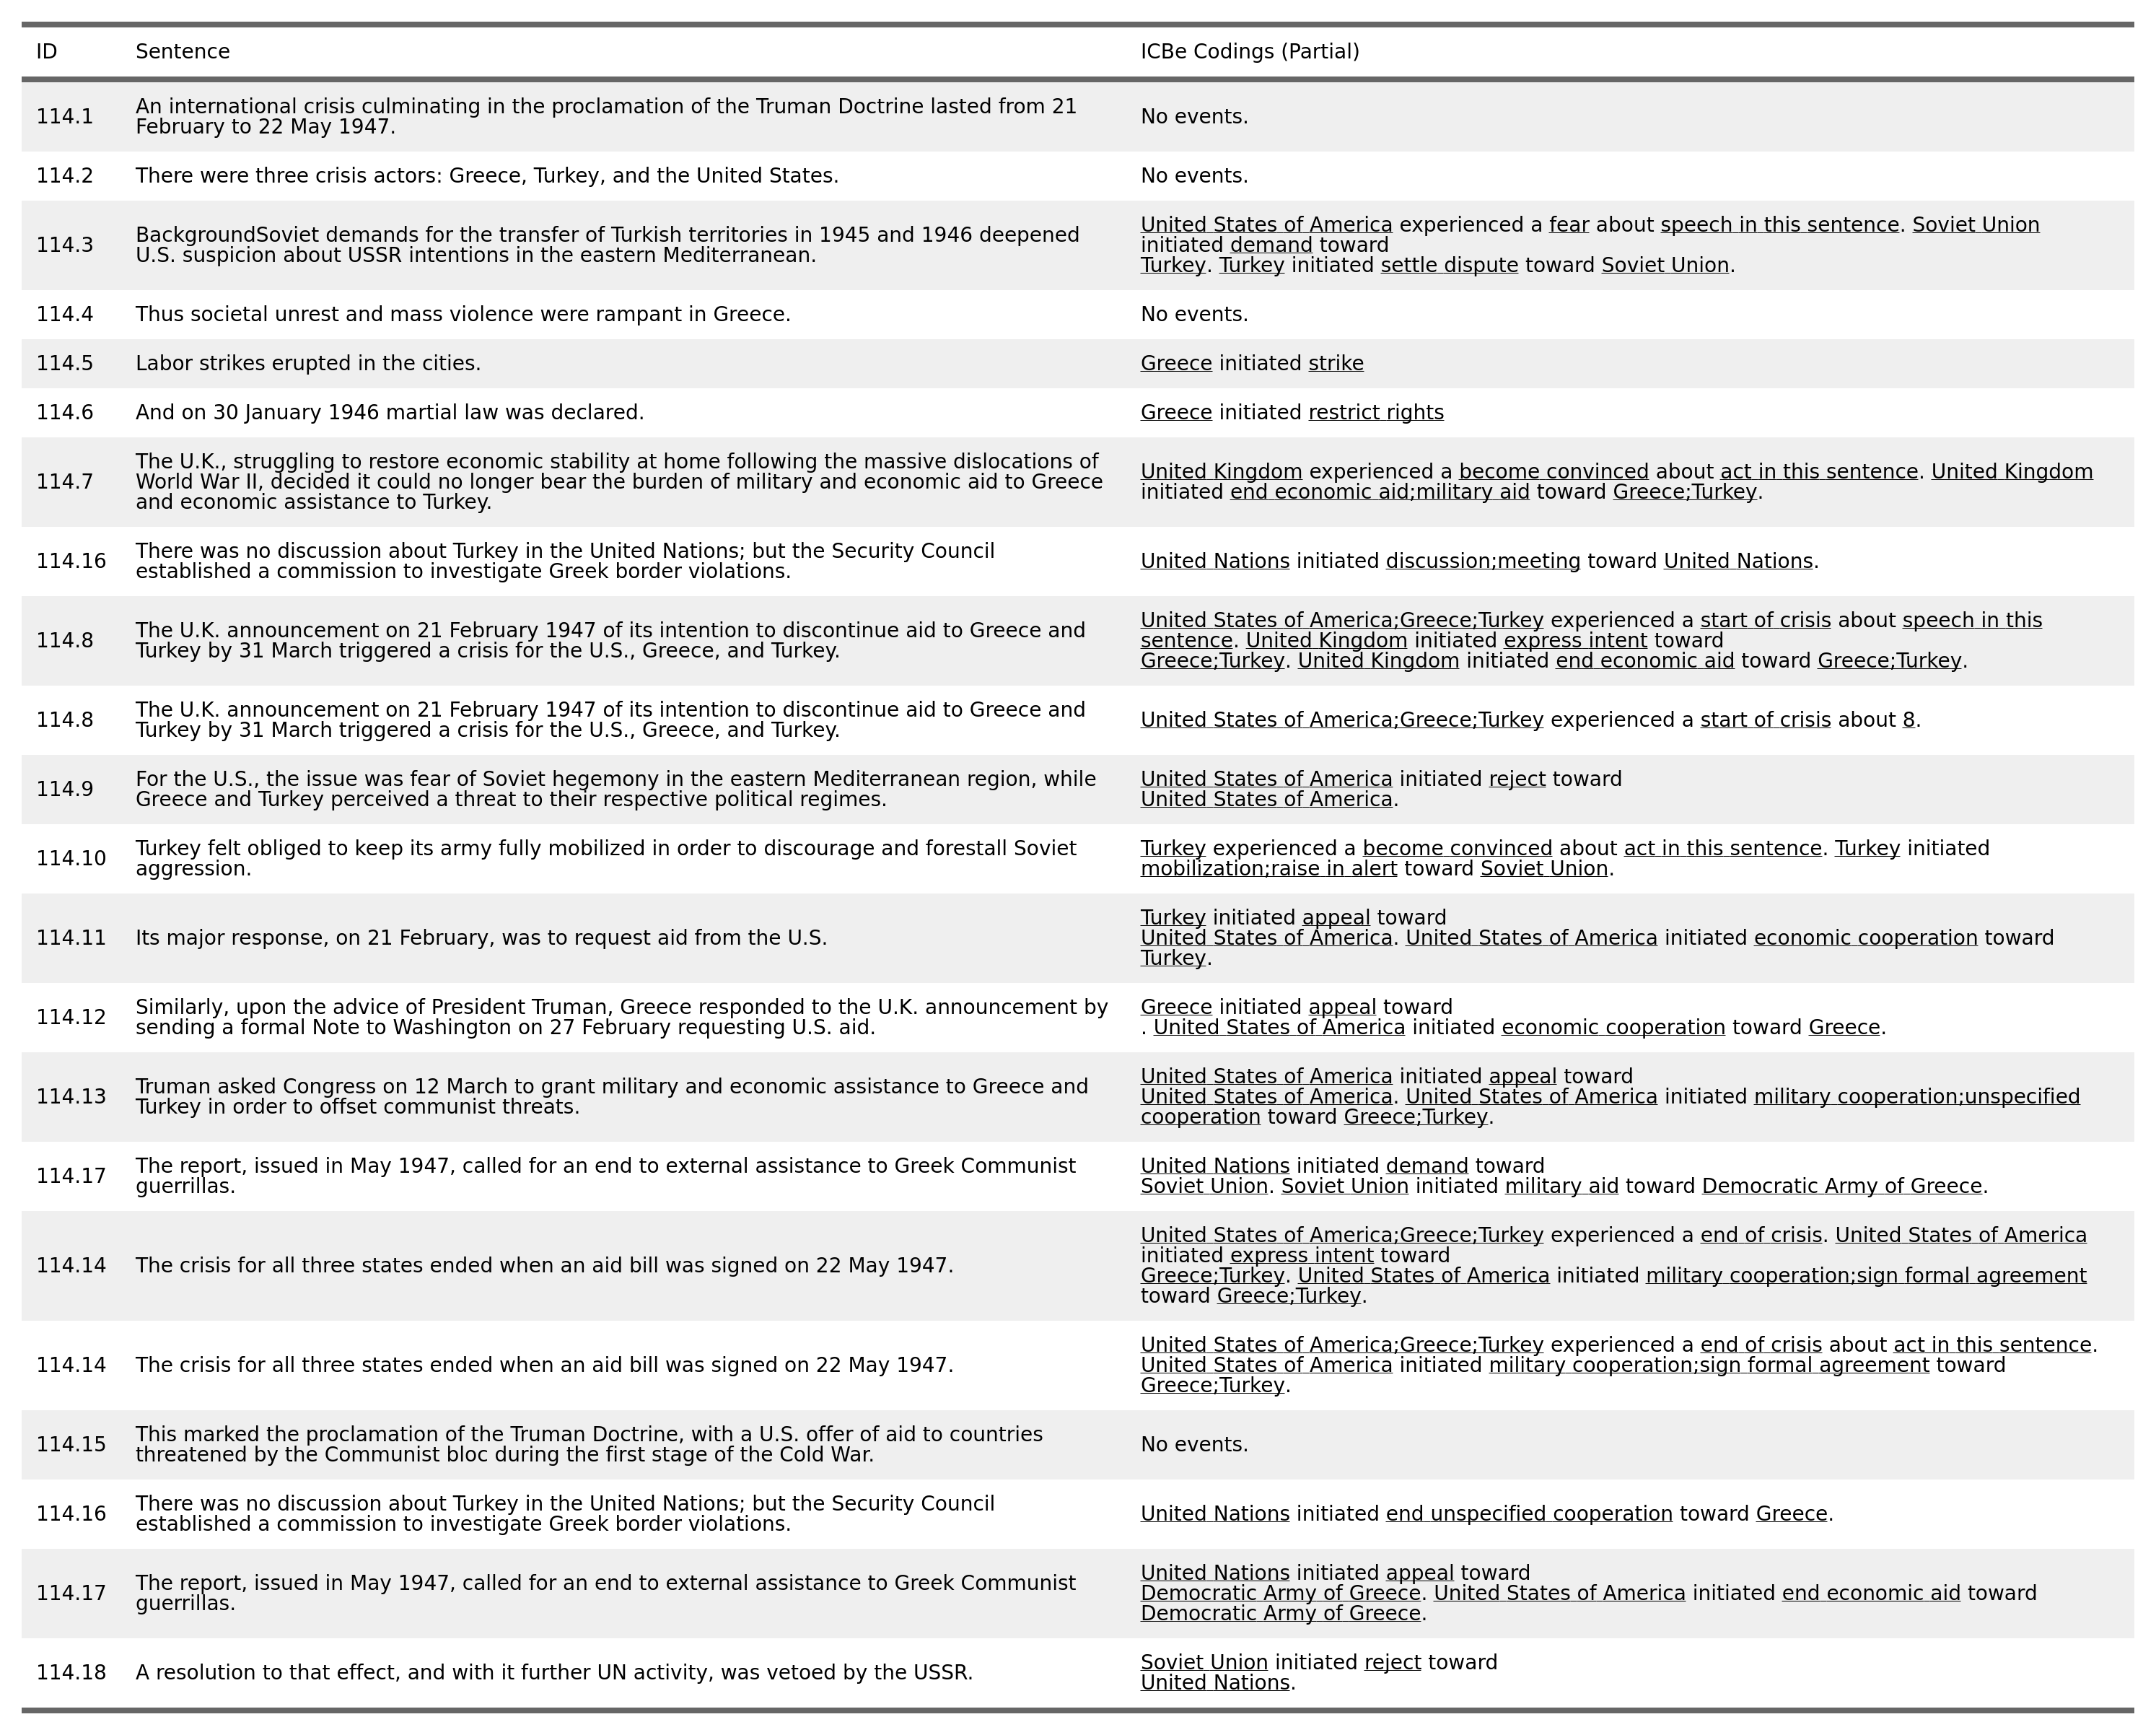 ID Sentence ICBe Codings (Partial)
114.1 An international crisis culminating in the proclamation of the Truman Doctrine lasted from 21
February to 22 May 1947.
No events.
114.2 There were three crisis actors: Greece, Turkey, and the United States.
No events.
114.3 BackgroundSoviet demands for the transfer of Turkish territories in 1945 and 1946 deepened
U.S. suspicion about USSR intentions in the eastern Mediterranean.
United States of America experienced a fear about speech in this sentence. Soviet Union
initiated demand toward
Turkey. Turkey initiated settle dispute toward Soviet Union.
114.4 Thus societal unrest and mass violence were rampant in Greece.
No events.
114.5 Labor strikes erupted in the cities.
Greece initiated strike
114.6 And on 30 January 1946 martial law was declared.
Greece initiated restrict rights
114.7 The U.K., struggling to restore economic stability at home following the massive dislocations of
World War II, decided it could no longer bear the burden of military and economic aid to Greece
and economic assistance to Turkey.
United Kingdom experienced a become convinced about act in this sentence. United Kingdom
initiated end economic aid;military aid toward Greece;Turkey.
114.16 There was no discussion about Turkey in the United Nations; but the Security Council
established a commission to investigate Greek border violations.
United Nations initiated discussion;meeting toward United Nations.
114.8 The U.K. announcement on 21 February 1947 of its intention to discontinue aid to Greece and
Turkey by 31 March triggered a crisis for the U.S., Greece, and Turkey.
United States of America;Greece;Turkey experienced a start of crisis about speech in this
sentence. United Kingdom initiated express intent toward
Greece;Turkey. United Kingdom initiated end economic aid toward Greece;Turkey.
114.8 The U.K. announcement on 21 February 1947 of its intention to discontinue aid to Greece and
Turkey by 31 March triggered a crisis for the U.S., Greece, and Turkey.
United States of America;Greece;Turkey experienced a start of crisis about 8.
114.9 For the U.S., the issue was fear of Soviet hegemony in the eastern Mediterranean region, while
Greece and Turkey perceived a threat to their respective political regimes.
United States of America initiated reject toward
United States of America.
114.10 Turkey felt obliged to keep its army fully mobilized in order to discourage and forestall Soviet
aggression.
Turkey experienced a become convinced about act in this sentence. Turkey initiated
mobilization;raise in alert toward Soviet Union.
114.11 Its major response, on 21 February, was to request aid from the U.S.
Turkey initiated appeal toward
United States of America. United States of America initiated economic cooperation toward
Turkey.
114.12 Similarly, upon the advice of President Truman, Greece responded to the U.K. announcement by
sending a formal Note to Washington on 27 February requesting U.S. aid.
Greece initiated appeal toward
. United States of America initiated economic cooperation toward Greece.
114.13 Truman asked Congress on 12 March to grant military and economic assistance to Greece and
Turkey in order to offset communist threats.
United States of America initiated appeal toward
United States of America. United States of America initiated military cooperation;unspecified
cooperation toward Greece;Turkey.
114.17 The report, issued in May 1947, called for an end to external assistance to Greek Communist
guerrillas.
United Nations initiated demand toward
Soviet Union. Soviet Union initiated military aid toward Democratic Army of Greece.
114.14 The crisis for all three states ended when an aid bill was signed on 22 May 1947.
United States of America;Greece;Turkey experienced a end of crisis. United States of America
initiated express intent toward
Greece;Turkey. United States of America initiated military cooperation;sign formal agreement
toward Greece;Turkey.
114.14 The crisis for all three states ended when an aid bill was signed on 22 May 1947.
United States of America;Greece;Turkey experienced a end of crisis about act in this sentence.
United States of America initiated military cooperation;sign formal agreement toward
Greece;Turkey.
114.15 This marked the proclamation of the Truman Doctrine, with a U.S. offer of aid to countries
threatened by the Communist bloc during the first stage of the Cold War.
No events.
114.16 There was no discussion about Turkey in the United Nations; but the Security Council
established a commission to investigate Greek border violations.
United Nations initiated end unspecified cooperation toward Greece.
114.17 The report, issued in May 1947, called for an end to external assistance to Greek Communist
guerrillas.
United Nations initiated appeal toward
Democratic Army of Greece. United States of America initiated end economic aid toward
Democratic Army of Greece.
114.18 A resolution to that effect, and with it further UN activity, was vetoed by the USSR.
Soviet Union initiated reject toward
United Nations.